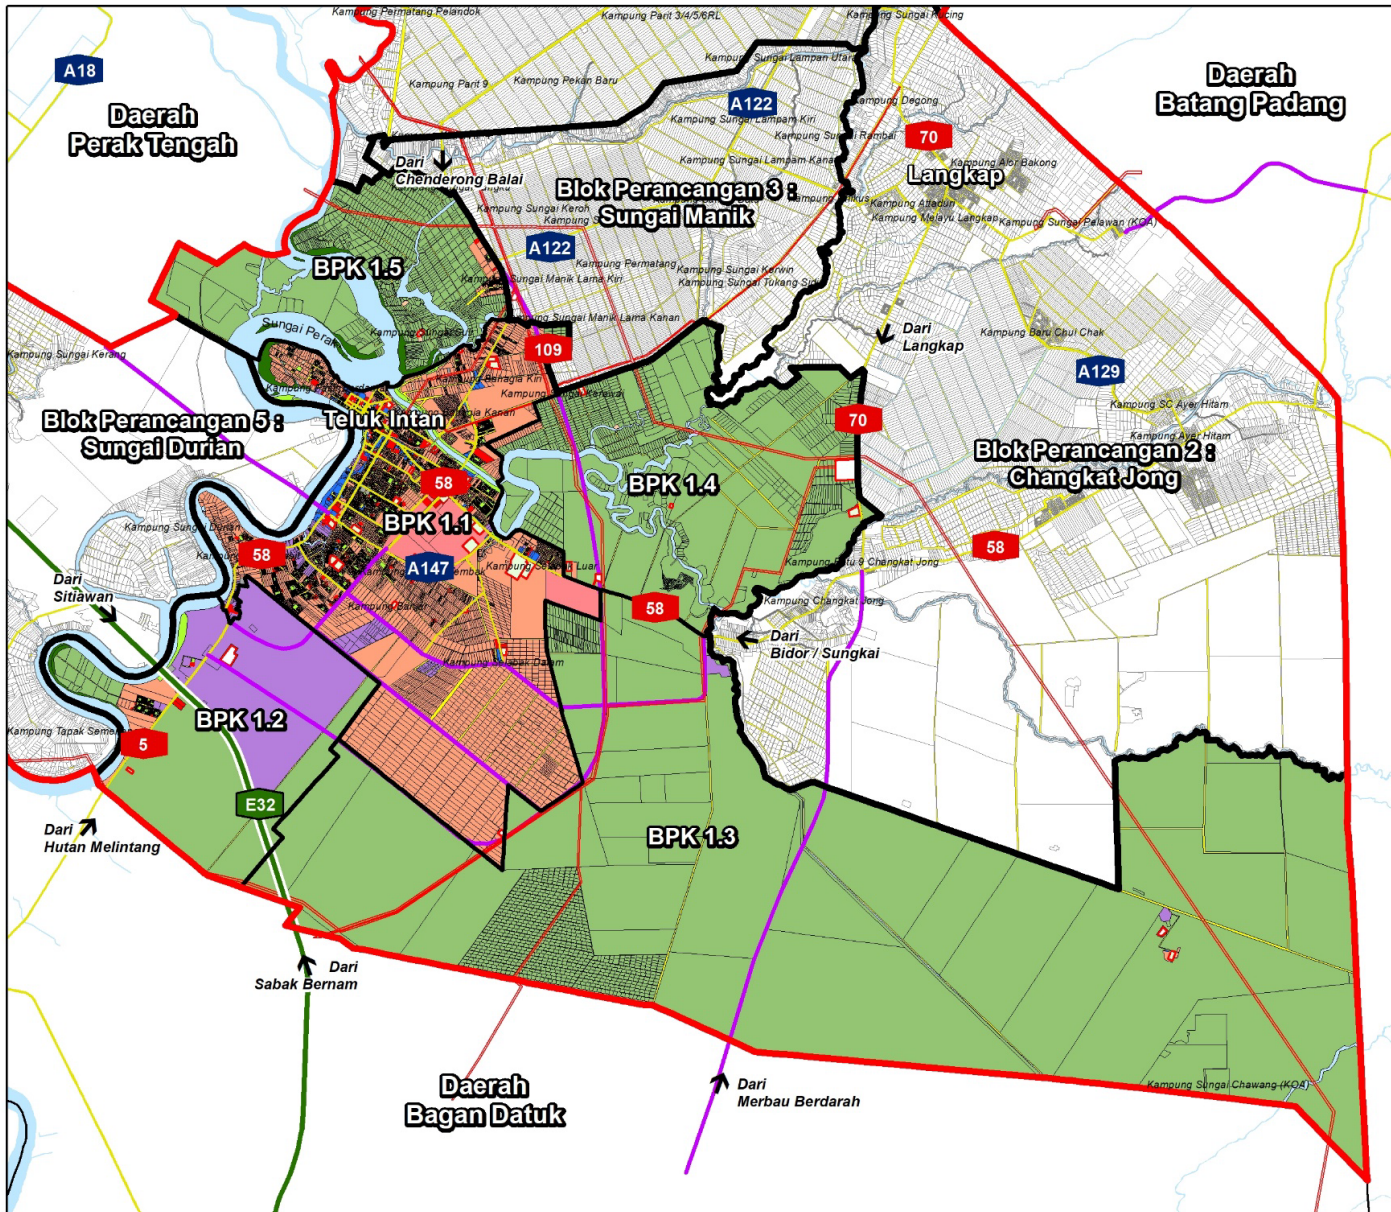 Kampung Permatang Pelandok
Kampung Parit 3/4/5/6RL
A18
Kampung Parit 9
Kampung Pekan Baru
Kampung Sungai Lampan Utara
Daerah
Batang Padang
Daerah
Perak Tengah
A122
Kampung Degong
Kampung Sungai Lampam Kiri
Kampung Sungai Rambai
70
Kampung Alor Bakong
Langkap
Dari
Chenderong Balai
Kampung Sungai Lampam Kanan
Blok Perancangan 3 :
Sungai Manik
Kampung Attadun
Kampung Melayu Langkap
Kampung Sungai Pelawan (KOA)
Kampung Sungai Keroh
A122
BPK 1.5
Kampung Permatang
Kampung Sungai Kerwin
Kampung Sungai Manik Lama Kiri
Kampung Sungai Tukang Sidi
Kampung Sungai Manik Lama Kanan
Sungai Perak
Dari
Langkap
Kampung Baru Chui Chak
Kampung Sungai Kerang
109
Kampung Bahagia Kiri
A129
Kampung SC Ayer Hitam
Kampung Ayer Hitam
Blok Perancangan 5 :
Sungai Durian
Teluk Intan
70
Blok Perancangan 2 :
Changkat Jong
58
BPK 1.4
BPK 1.1
Kampung Sungai Durian
58
58
A147
Kampung Batu 9 Changkat Jong
Kampung Banjar
Dari
Sitiawan
58
Kampung Changkat Jong
Dari
Bidor / Sungkai
BPK 1.2
5
E32
Dari
Hutan Melintang
BPK 1.3
Dari
Sabak Bernam
Daerah
Bagan Datuk
Dari
Merbau Berdarah
Kampung Sungai Chawang (KOA)